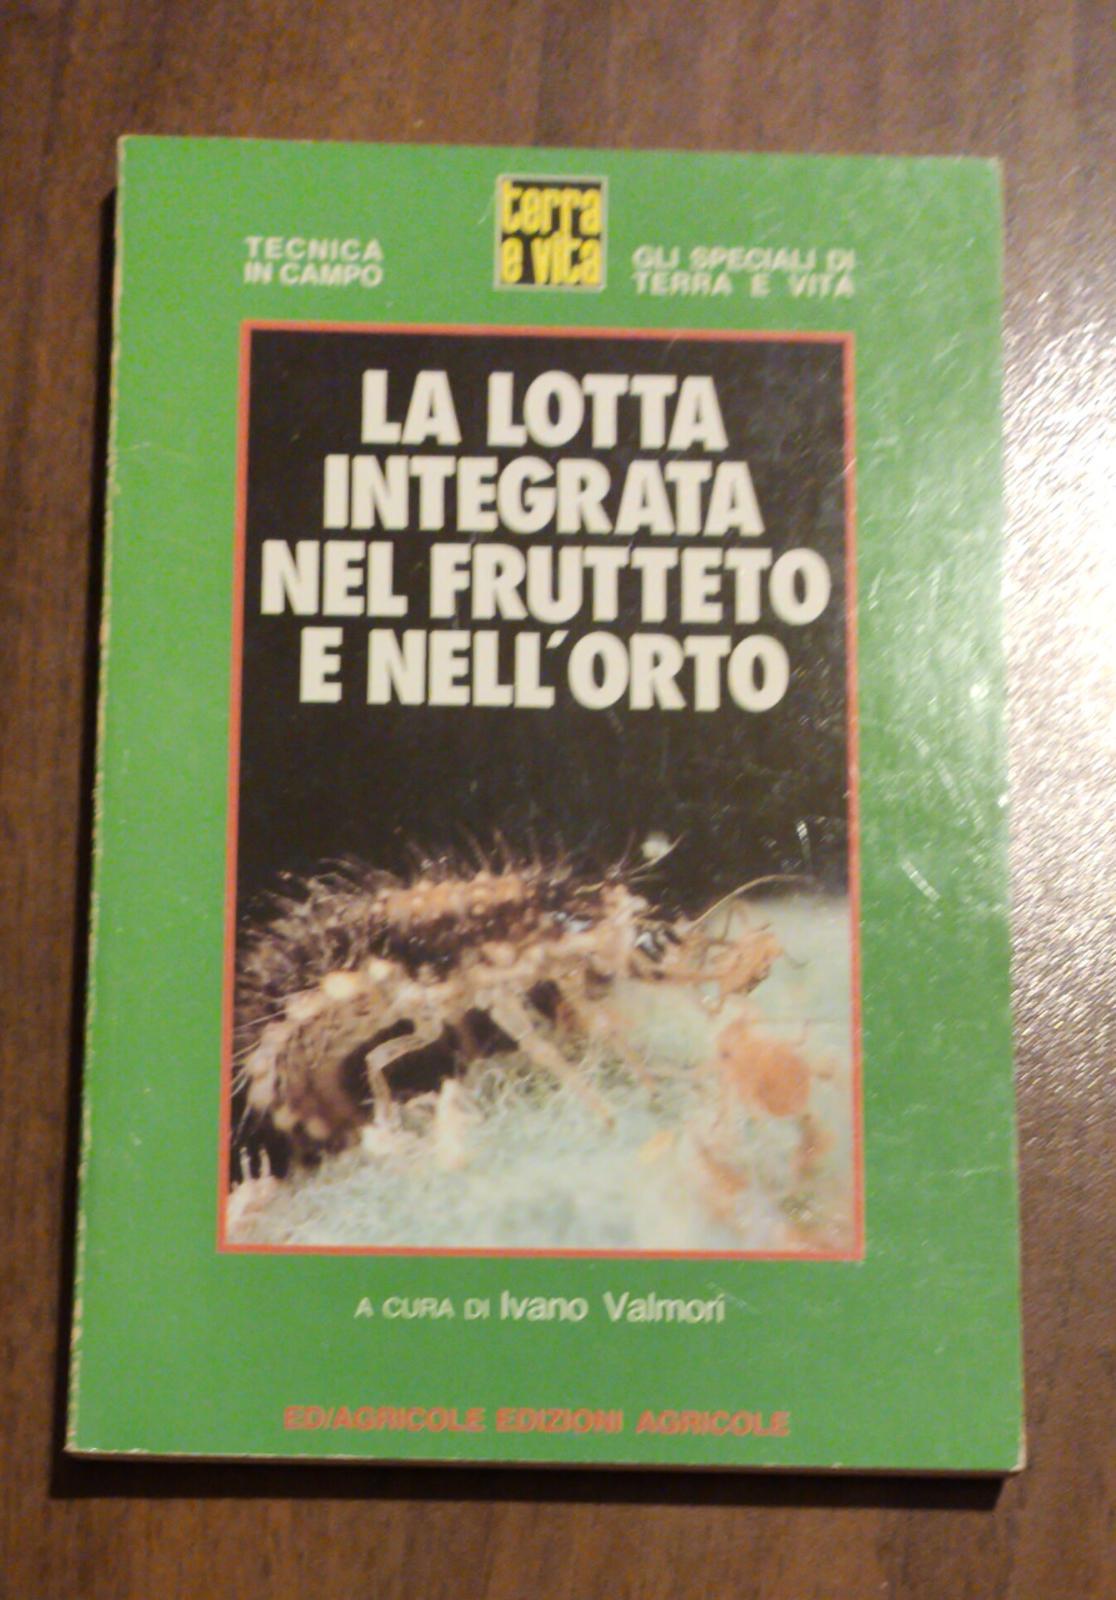 TECNICA
IN CAMPO
terra
e vita
GLI SPECIALI DI
TERRA E VITA
LA LOTTA
INTEGRATA
NEL FRUTTETO
E NELL'ORTO
A CURA DI Ivano Valmori
ED/AGRICOLE EDIZIONI AGRICOLE